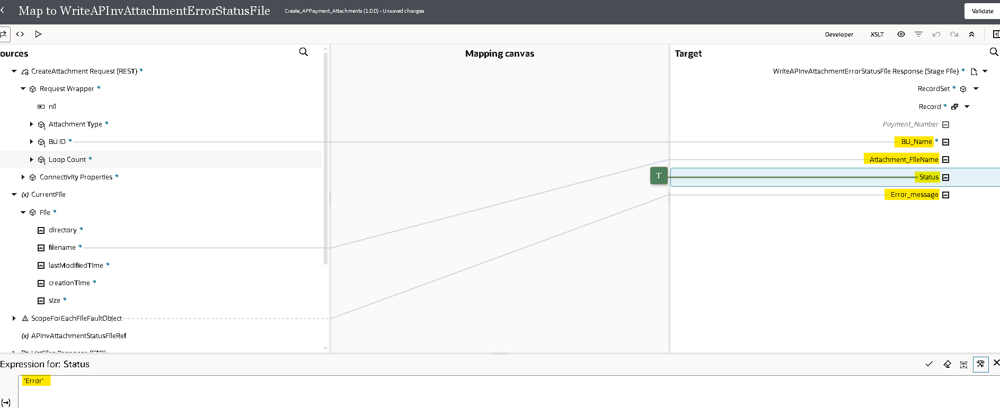 Map to WriteAPInvAttachmentErrorStatusFile
Create_APPayment_Attachments (1.0.0) - Unsaved changes
Validate
Developer
XSLT
ources
Mapping canvas
Target
CreateAttachment Request (REST) *
WriteAPInvAttachmentErrorStatusFile Response (Stage File) *
Request Wrapper *
RecordSet *
nil
Record *
Attachment Type *
Payment_Number
BU ID *
BU_Name *
Loop Count *
Attachment_FileName
Connectivity Properties *
T
Status
(x) CurrentFile
Error_message
File *
directory *
filename *
lastModifiedTime *
creationTime *
size *
ScopeForEachFileFaultObject
(x) APInvAttachmentStatusFileRef
Expression for: Status
'Error'